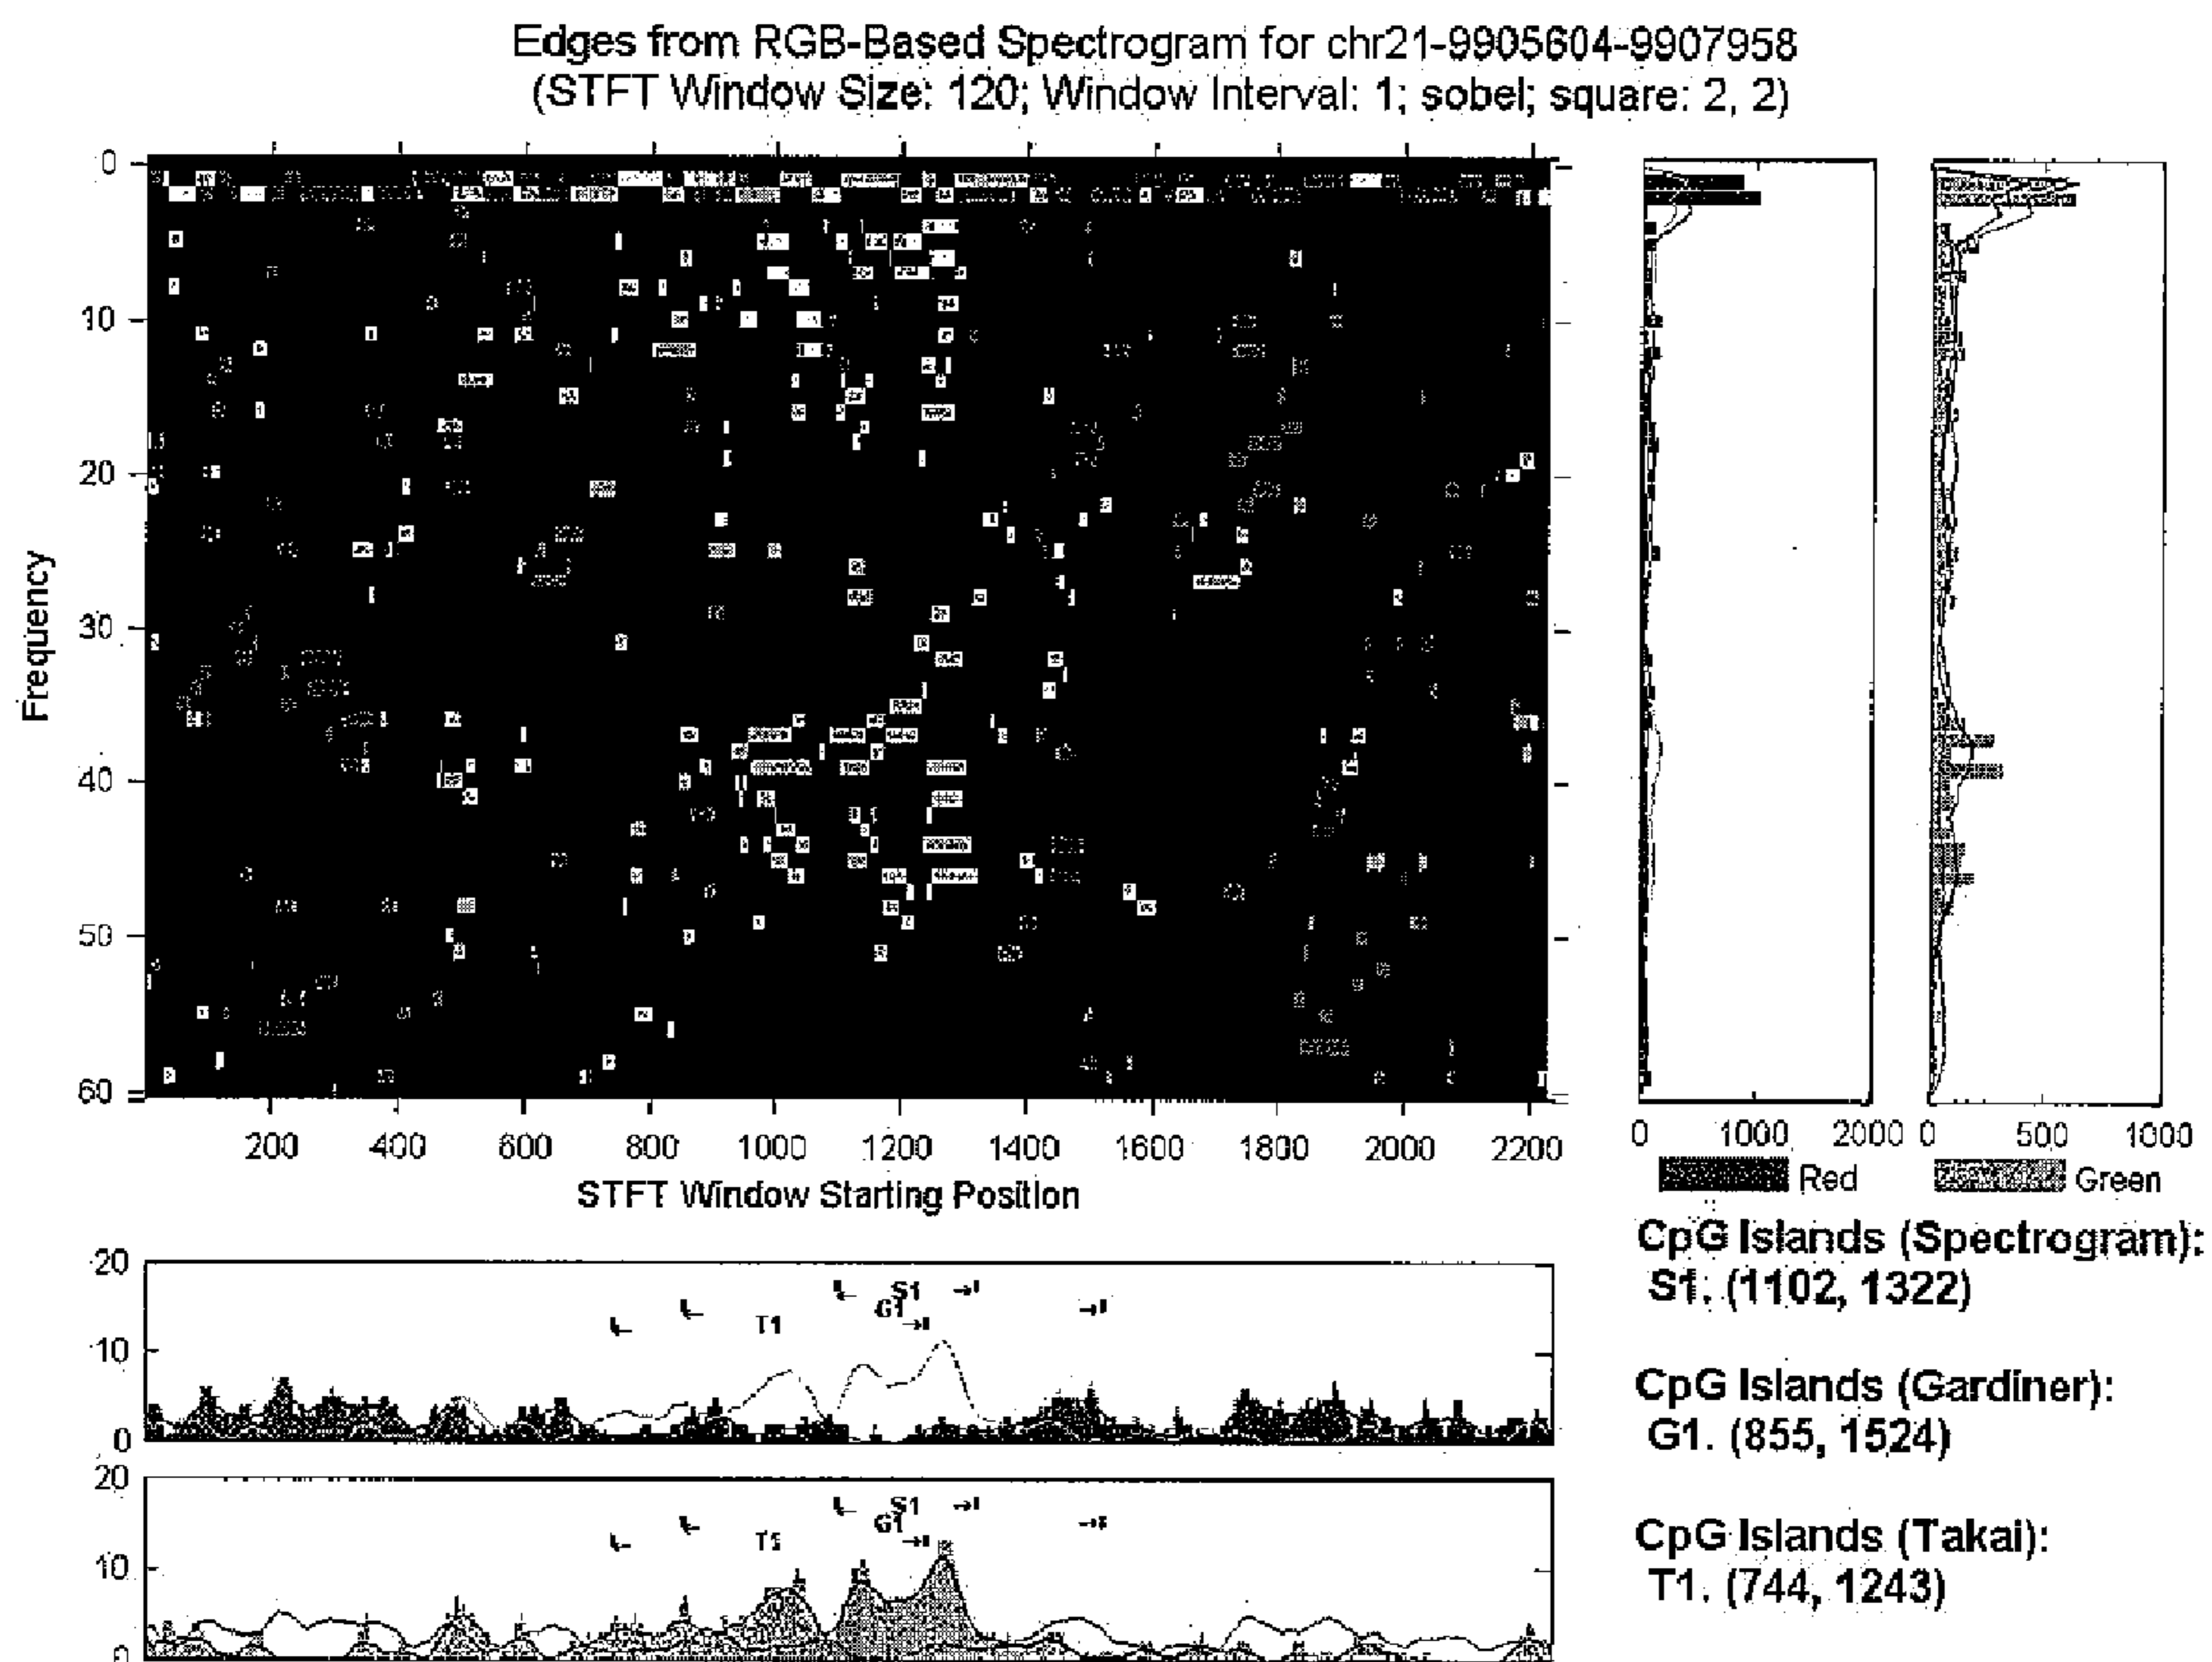 Edges from RGB-Based Spectrogram for chr21-9905604-9907958
(STFT Window Size: 120; Window Interval: 1; sobel; square: 2, 2)
0
10
20
30
40
50
60
Frequency
200 400 600 800 1000 1200 1400 1600 1800 2000 2200
STFT Window Starting Position
0 1000 2000
Red
0 500 1000
Green
20
10
0
S1
G1
T1
20
10
0
S1
G1
T1
CpG Islands (Spectrogram):
S1. (1102, 1322)
CpG Islands (Gardiner):
G1. (855, 1524)
CpG Islands (Takai):
T1. (744, 1243)